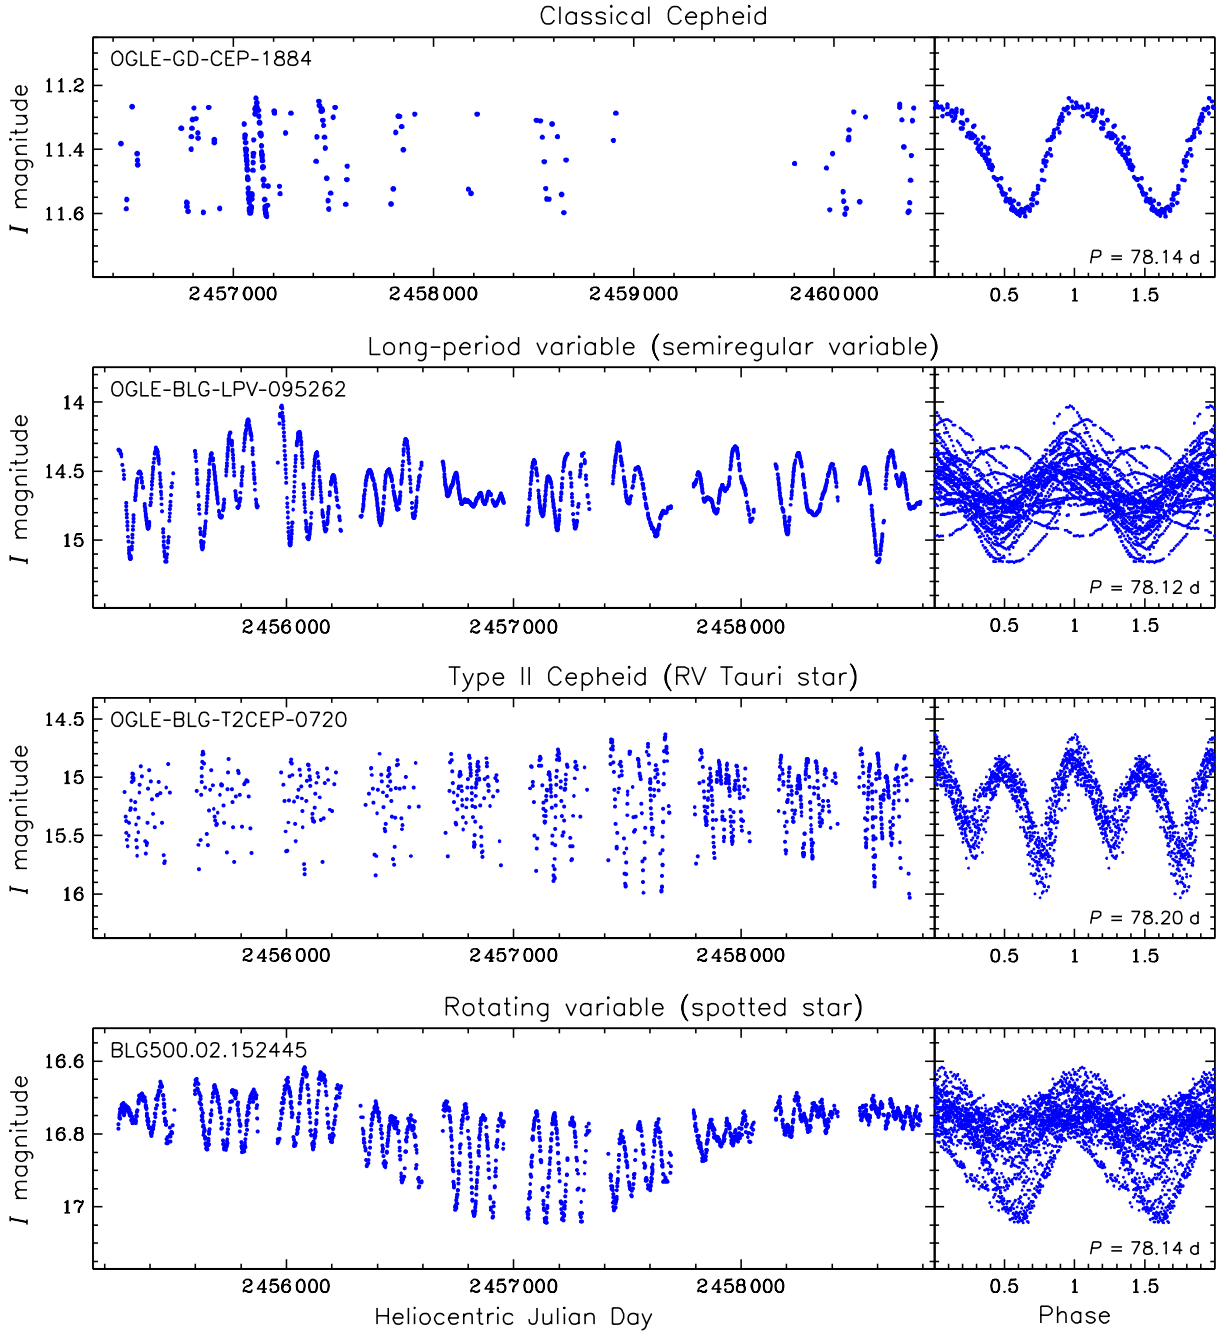 Classical Cepheid
OGLE-GD-CEP-1884
11.2
11.4
11.6
I magnitude
P = 78.14 d
2457000 2458000 2459000 2460000 0.5 1 1.5
Long-period variable (semiregular variable)
OGLE-BLG-LPV-095262
14
14.5
15
I magnitude
P = 78.12 d
2456000 2457000 2458000 0.5 1 1.5
Type II Cepheid (RV Tauri star)
OGLE-BLG-T2CEP-0720
14.5
15
15.5
16
I magnitude
P = 78.20 d
2456000 2457000 2458000 0.5 1 1.5
Rotating variable (spotted star)
BLG500.02.152445
16.6
16.8
17
I magnitude
P = 78.14 d
2456000 2457000 2458000 0.5 1 1.5
Heliocentric Julian Day Phase